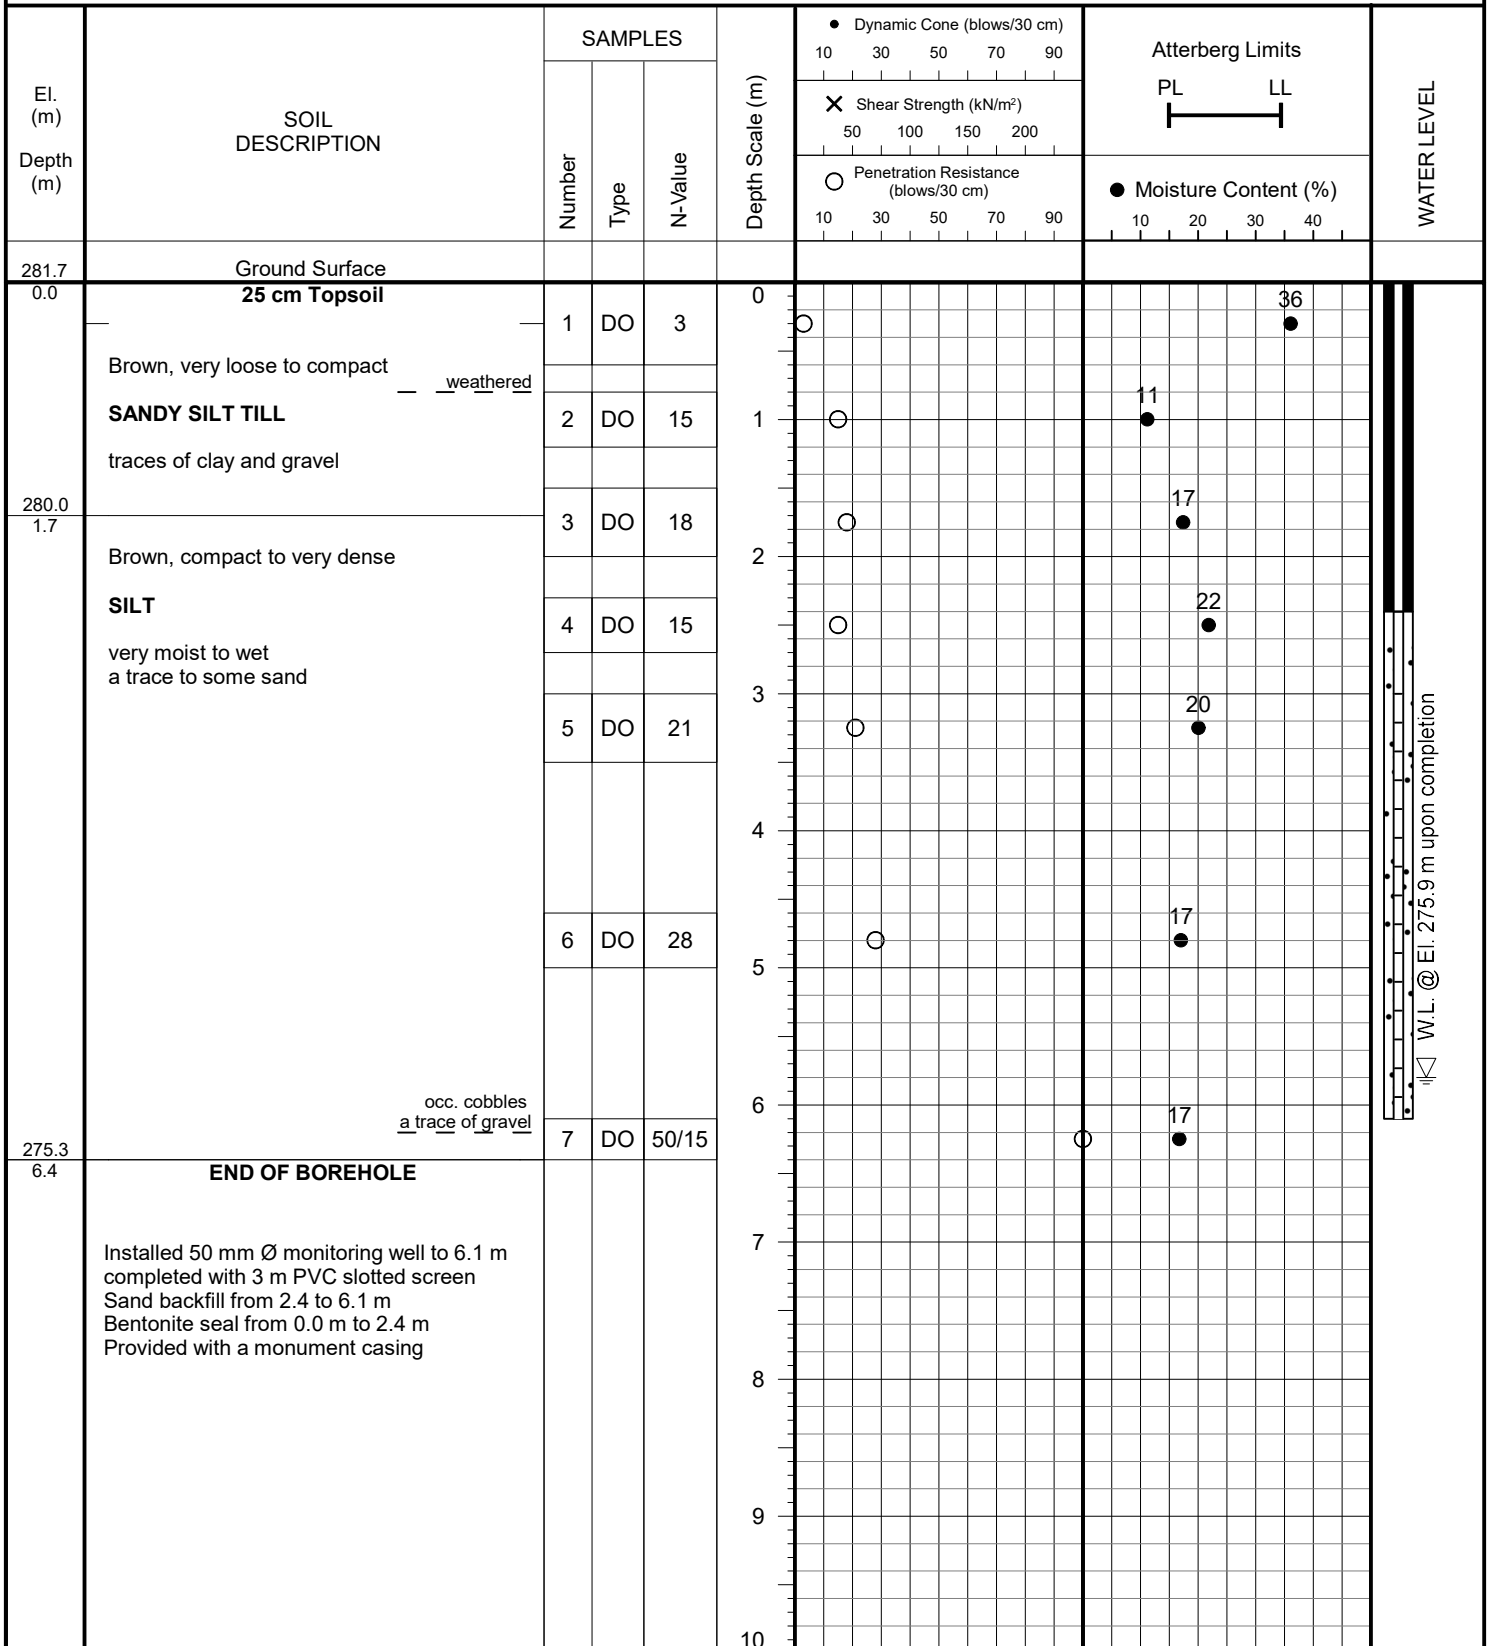 El.
(m)
Depth
(m)
SOIL
DESCRIPTION
SAMPLES
Number
Type
N-Value
Depth Scale (m)
Dynamic Cone (blows/30 cm)
10 30 50 70 90
Shear Strength (kN/m²)
50 100 150 200
Penetration Resistance
(blows/30 cm)
10 30 50 70 90
Atterberg Limits
PL LL
Moisture Content (%)
10 20 30 40
WATER LEVEL
281.7
Ground Surface
0.0
25 cm Topsoil
0
36
1 DO 3
Brown, very loose to compact
weathered
11
SANDY SILT TILL
2 DO 15
1
traces of clay and gravel
280.0
17
1.7
3 DO 18
Brown, compact to very dense
2
SILT
22
4 DO 15
very moist to wet
a trace to some sand
3
20
5 DO 21
4
17
6 DO 28
5
W.L. @ El. 275.9 m upon completion
occ. cobbles
a trace of gravel
6
17
7 DO 50/15
275.3
6.4
END OF BOREHOLE
7
Installed 50 mm Ø monitoring well to 6.1 m
completed with 3 m PVC slotted screen
Sand backfill from 2.4 to 6.1 m
Bentonite seal from 0.0 m to 2.4 m
Provided with a monument casing
8
9
10